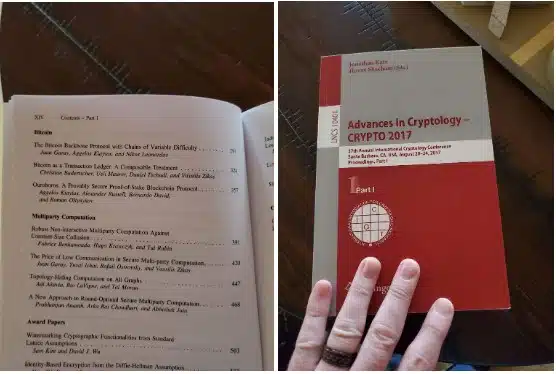 XIV Contents – Part I
Bitcoin
The Bitcoin Backbone Protocol with Chains of Variable Difficulty
Juan Garay, Aggelos Kiayias, and Nikos Leonardos
Bitcoin as a Transaction Ledger: A Composable Treatment
Christian Badertscher, Ueli Maurer, Daniel Tschudi, and Vassilis Zikas
Ouroboros: A Provably Secure Proof-of-Stake Blockchain Protocol 357
Aggelos Kiayias, Alexander Russell, Bernardo David,
and Roman Oliynykov
Multiparty Computation
Robust Non-interactive Multiparty Computation Against
Constant-Size Collusion 391
Fabrice Benhamouda, Hugo Krawczyk, and Tal Rabin
The Price of Low Communication in Secure Multi-party Computation 420
Juan Garay, Yuval Ishai, Rafail Ostrovsky, and Vassilis Zikas
Topology-Hiding Computation on All Graphs 447
Adi Akavia, Rio LaVigne, and Tal Moran
A New Approach to Round-Optimal Secure Multiparty Computation 468
Prabhanjan Ananth, Arka Rai Choudhuri, and Abhishek Jain
Award Papers
Watermarking Cryptographic Functionalities from Standard
Lattice Assumptions 503
Sam Kim and David J. Wu
Identity-Based Encryption from the Diffie-Hellman Assumption
Jonathan Katz
Hovav Shacham (Eds.)
LNCS 10401
Advances in Cryptology –
CRYPTO 2017
37th Annual International Cryptology Conference
Santa Barbara, CA, USA, August 20–24, 2017
Proceedings, Part I
1 Part I